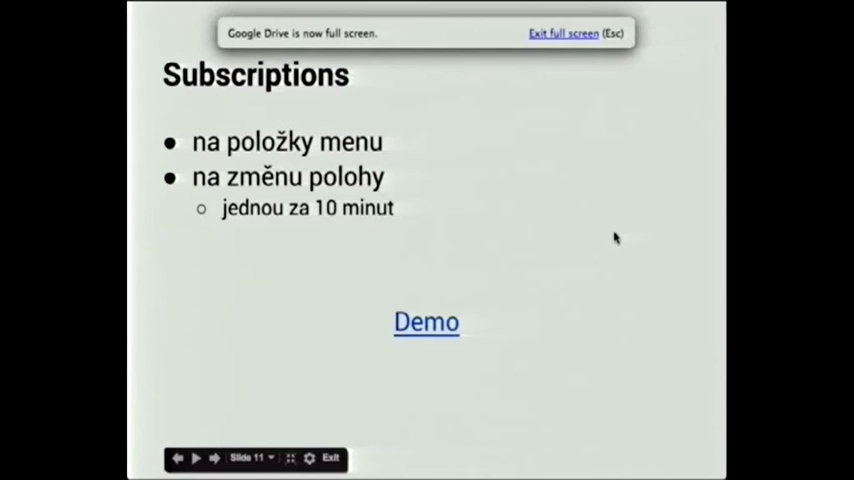 Google Drive is now full screen. Exit full screen (Esc)
Subscriptions
● na položky menu
● na změnu polohy
○ jednou za 10 minut
Demo
Slide 11 Exit